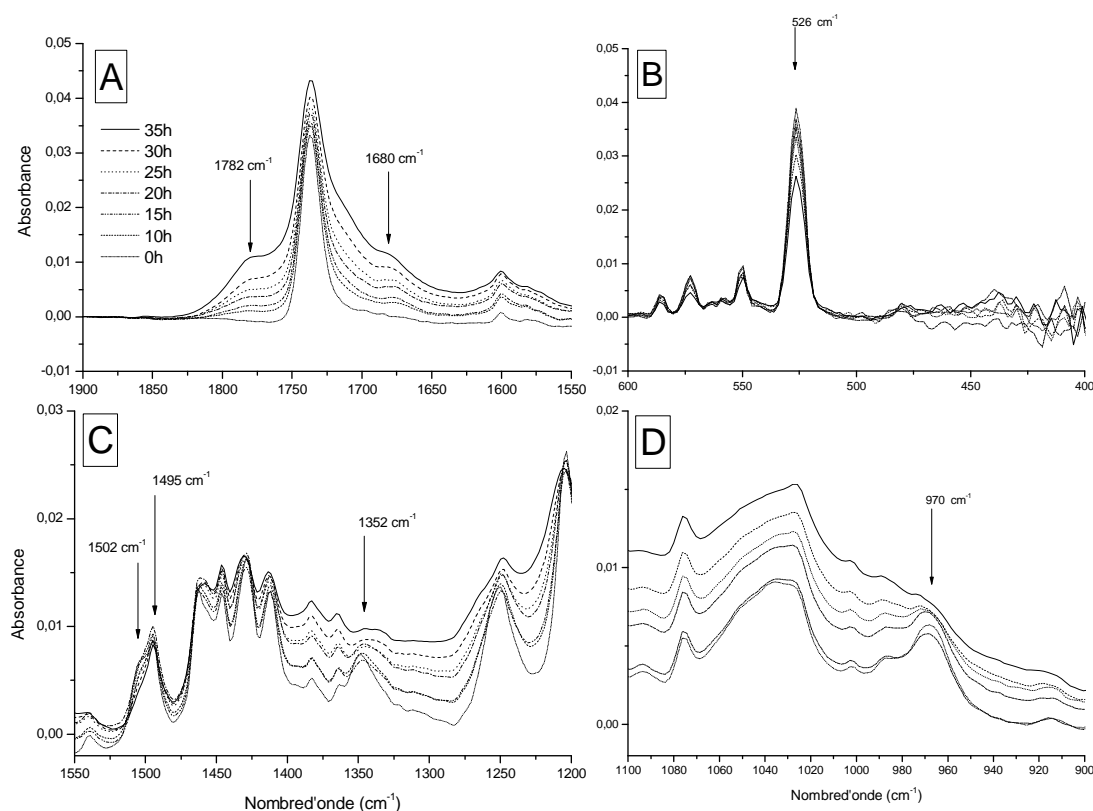 526 cm-1
0,05
0,04
0,03
0,02
0,01
0,00
-0,01
A
35h
30h
25h
20h
15h
10h
0h
1782 cm-1
1680 cm-1
Absorbance
1900 1850 1800 1750 1700 1650 1600 1550
0,05
0,04
0,03
0,02
0,01
0,00
-0,01
B
600 550 500 450 400
0,03
0,02
0,01
0,00
C
1495 cm-1
1502 cm-1
1352 cm-1
Absorbance
1550 1500 1450 1400 1350 1300 1250 1200
Nombred'onde (cm-1)
0,02
0,01
0,00
D
970 cm-1
1100 1080 1060 1040 1020 1000 980 960 940 920 900
Nombred'onde (cm-1)